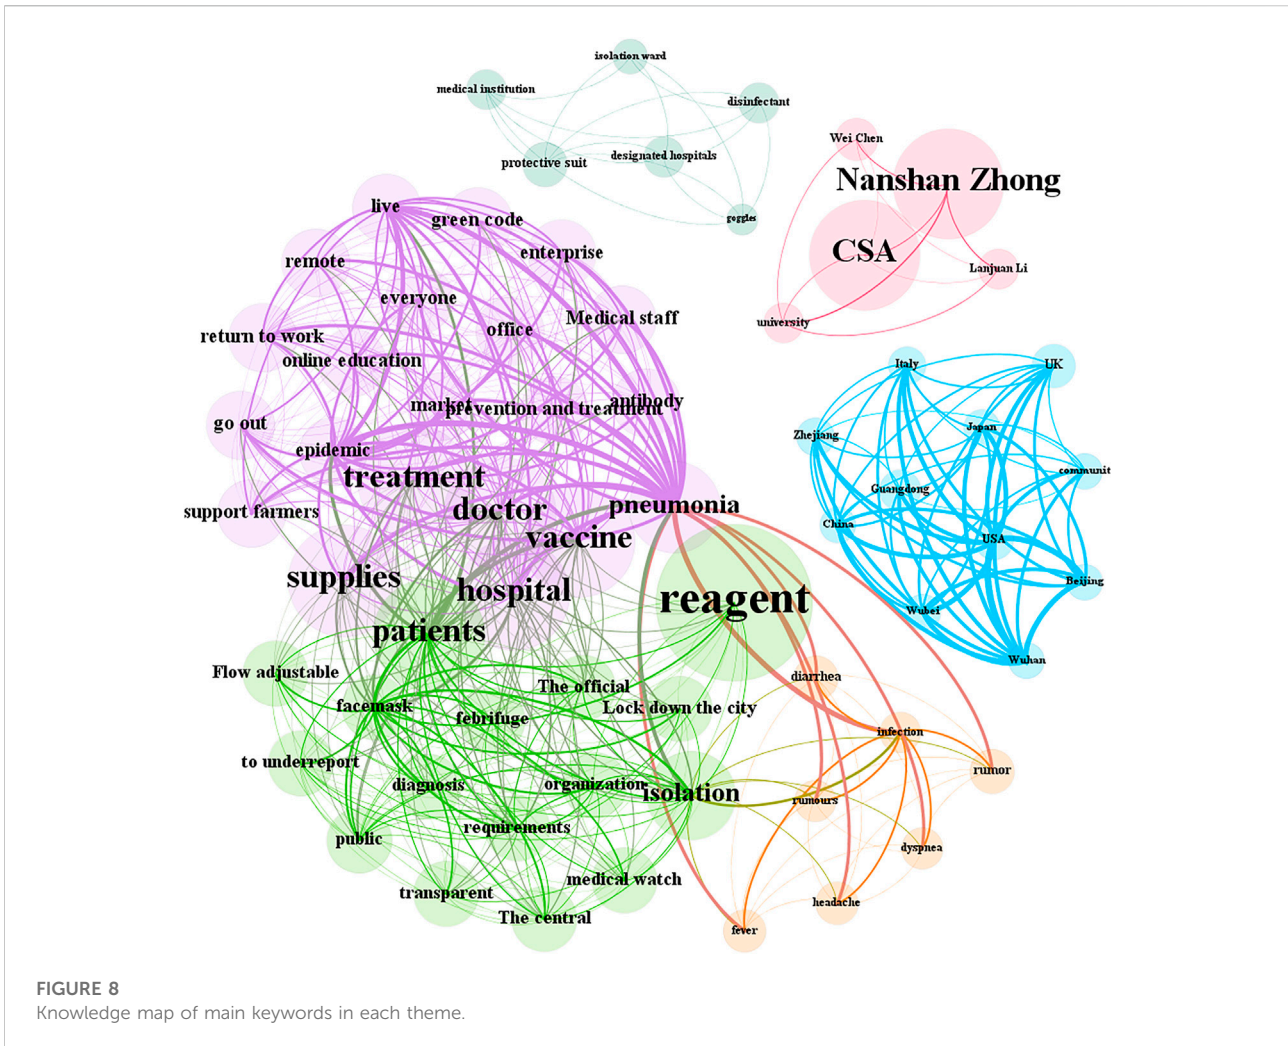 isolation ward
medical institution
disinfectant
protective suit
designated hospitals
goggles
Wei Chen
Nanshan Zhong
CSA
Lanjuan Li
university
live
green code
enterprise
remote
everyone
office
Medical staff
return to work
online education
market
prevention and treatment
antibody
go out
epidemic
treatment
support farmers
doctor
pneumonia
vaccine
supplies
hospital
reagent
patients
Italy
UK
Zhejiang
Japan
communit
Guangdong
China
USA
Beijing
Wubei
Wuhan
Flow adjustable
The official
facemask
febrifuge
Lock down the city
to underreport
diagnosis
organization
isolation
requirements
public
transparent
medical watch
The central
diarrhea
infection
rumor
rumours
dyspnea
headache
fever
FIGURE 8
Knowledge map of main keywords in each theme.